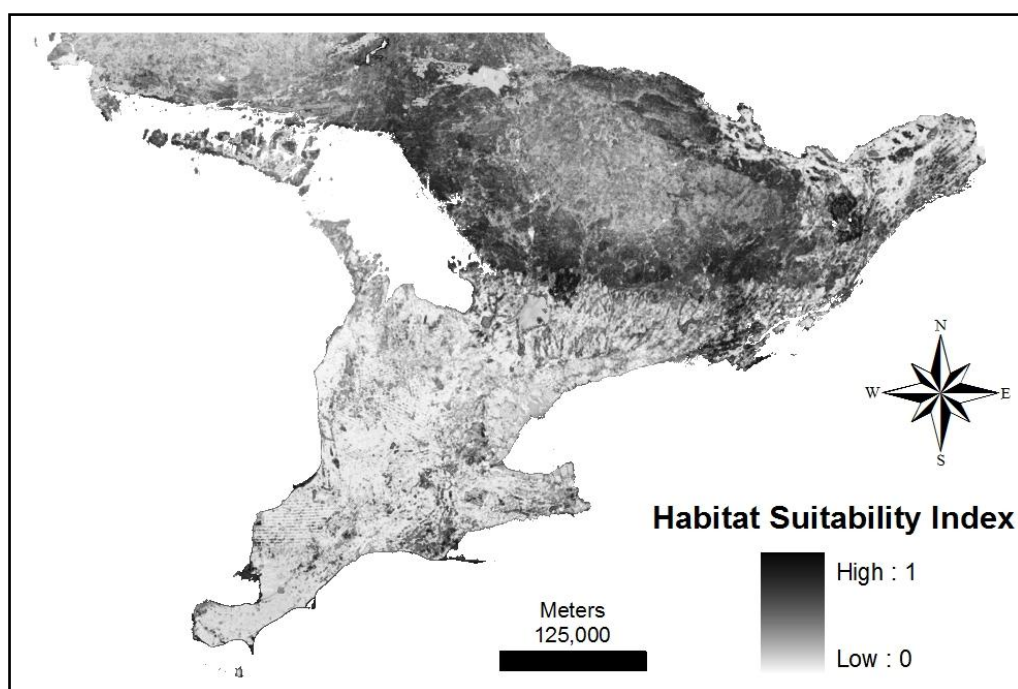 N
W
E
S
Habitat Suitability Index
High : 1
Low : 0
Meters
125,000